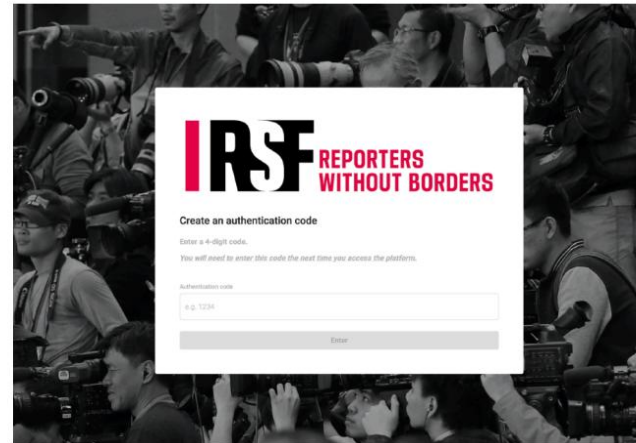 RSF REPORTERS
WITHOUT BORDERS
Create an authentication code
Enter a 4-digit code.
You will need to enter this code the next time you access the platform.
Authentication code
e.g. 1234
Enter